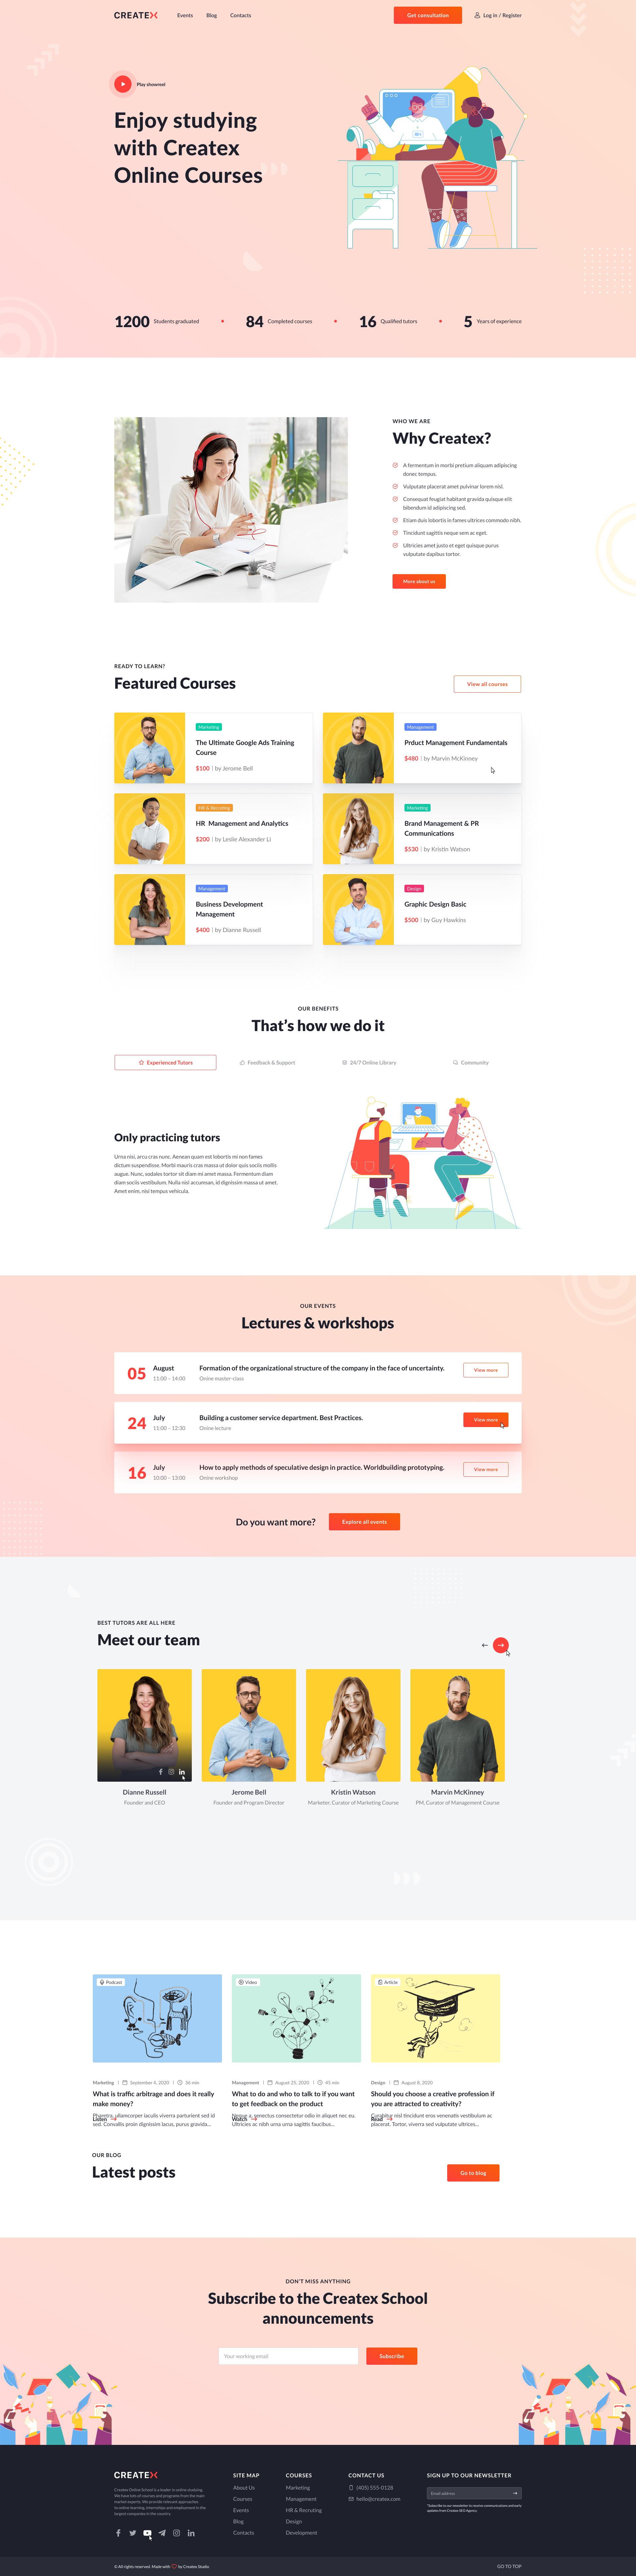 CREATEX
Events
Blog
Contacts
Get consultation
Log in / Register
Play showreel
Enjoy studying
with Createx
Online Courses
1200 Students graduated
84 Completed courses
16 Qualified tutors
5 Years of experience
WHO WE ARE
Why Createx?
A fermentum in morbi pretium aliquam adipiscing
donec tempus.
Vulputate placerat amet pulvinar lorem nisl.
Consequat feugiat habitant gravida quisque elit
bibendum id adipiscing sed.
Etiam duis lobortis in fames ultrices commodo nibh.
Tincidunt sagittis neque sem ac eget.
Ultricies amet justo et eget quisque purus
vulputate dapibus tortor.
More about us
READY TO LEARN?
Featured Courses
View all courses
Marketing
The Ultimate Google Ads Training
Course
$100 | by Jerome Bell
Management
Prduct Management Fundamentals
$480 | by Marvin McKinney
HR & Recruting
HR  Management and Analytics
$200 | by Leslie Alexander Li
Marketing
Brand Management & PR
Communications
$530 | by Kristin Watson
Management
Business Development
Management
$400 | by Dianne Russell
Design
Graphic Design Basic
$500 | by Guy Hawkins
OUR BENEFITS
That’s how we do it
Experienced Tutors
Feedback & Support
24/7 Online Library
Community
Only practicing tutors
Urna nisi, arcu cras nunc. Aenean quam est lobortis mi non fames
dictum suspendisse. Morbi mauris cras massa ut dolor quis sociis mollis
augue. Nunc, sodales tortor sit diam mi amet massa. Fermentum diam
diam sociis vestibulum. Nulla nisl accumsan, id dignissim massa ut amet.
Amet enim, nisi tempus vehicula.
OUR EVENTS
Lectures & workshops
05
August
11:00 – 14:00
Formation of the organizational structure of the company in the face of uncertainty.
Onine master-class
View more
24
July
11:00 – 12:30
Building a customer service department. Best Practices.
Onine lecture
View more
16
July
10:00 – 13:00
How to apply methods of speculative design in practice. Worldbuilding prototyping.
Onine workshop
View more
Do you want more?
Explore all events
BEST TUTORS ARE ALL HERE
Meet our team
Dianne Russell
Founder and CEO
Jerome Bell
Founder and Program Director
Kristin Watson
Marketer, Curator of Marketing Course
Marvin McKinney
PM, Curator of Management Course
Podcast
Marketing | September 4, 2020 | 36 min
What is traffic arbitrage and does it really
make money?
Pharetra, ullamcorper iaculis viverra parturient sed id
sed. Convallis proin dignissim lacus, purus gravida...
Listen
Video
Management | August 25, 2020 | 45 min
What to do and who to talk to if you want
to get feedback on the product
Neque a, senectus consectetur odio in aliquet nec eu.
Ultricies ac nibh urna urna sagittis faucibus...
Watch
Article
Design | August 8, 2020
Should you choose a creative profession if
you are attracted to creativity?
Curabitur nisl tincidunt eros venenatis vestibulum ac
placerat. Tortor, viverra sed vulputate ultrices...
Read
OUR BLOG
Latest posts
Go to blog
DON’T MISS ANYTHING
Subscribe to the Createx School
announcements
Your working email
Subscribe
CREATEX
Createx Online School is a leader in online studying.
We have lots of courses and programs from the main
market experts. We provide relevant approaches
to online learning, internships and employment in the
largest companies in the country.
SITE MAP
About Us
Courses
Events
Blog
Contacts
COURSES
Marketing
Management
HR & Recruting
Design
Development
CONTACT US
(405) 555-0128
hello@createx.com
SIGN UP TO OUR NEWSLETTER
Email address
*Subscribe to our newsletter to receive communications and early
updates from Createx SEO Agency.
© All rights reserved. Made with
by Createx Studio
GO TO TOP